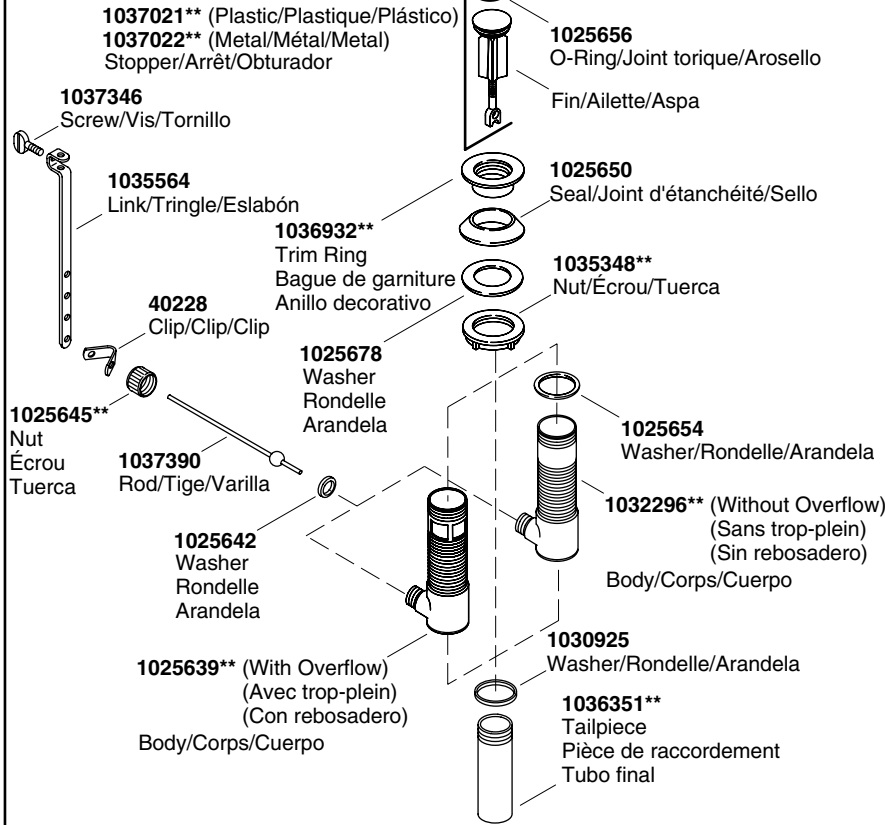 1037021** (Plastic/Plastique/Plástico)
1037022** (Metal/Métal/Metal)
Stopper/Arrêt/Obturador
1025656
O-Ring/Joint torique/Arosello
Fin/Ailette/Aspa
1037346
Screw/Vis/Tornillo
1035564
Link/Tringle/Eslabón
1025650
Seal/Joint d'étanchéité/Sello
1036932**
Trim Ring
Bague de garniture
Anillo decorativo
1035348**
Nut/Écrou/Tuerca
40228
Clip/Clip/Clip
1025678
Washer
Rondelle
Arandela
1025645**
Nut
Écrou
Tuerca
1037390
Rod/Tige/Varilla
1025654
Washer/Rondelle/Arandela
1032296** (Without Overflow)
(Sans trop-plein)
(Sin rebosadero)
Body/Corps/Cuerpo
1025642
Washer
Rondelle
Arandela
1025639** (With Overflow)
(Avec trop-plein)
(Con rebosadero)
Body/Corps/Cuerpo
1030925
Washer/Rondelle/Arandela
1036351**
Tailpiece
Pièce de raccordement
Tubo final